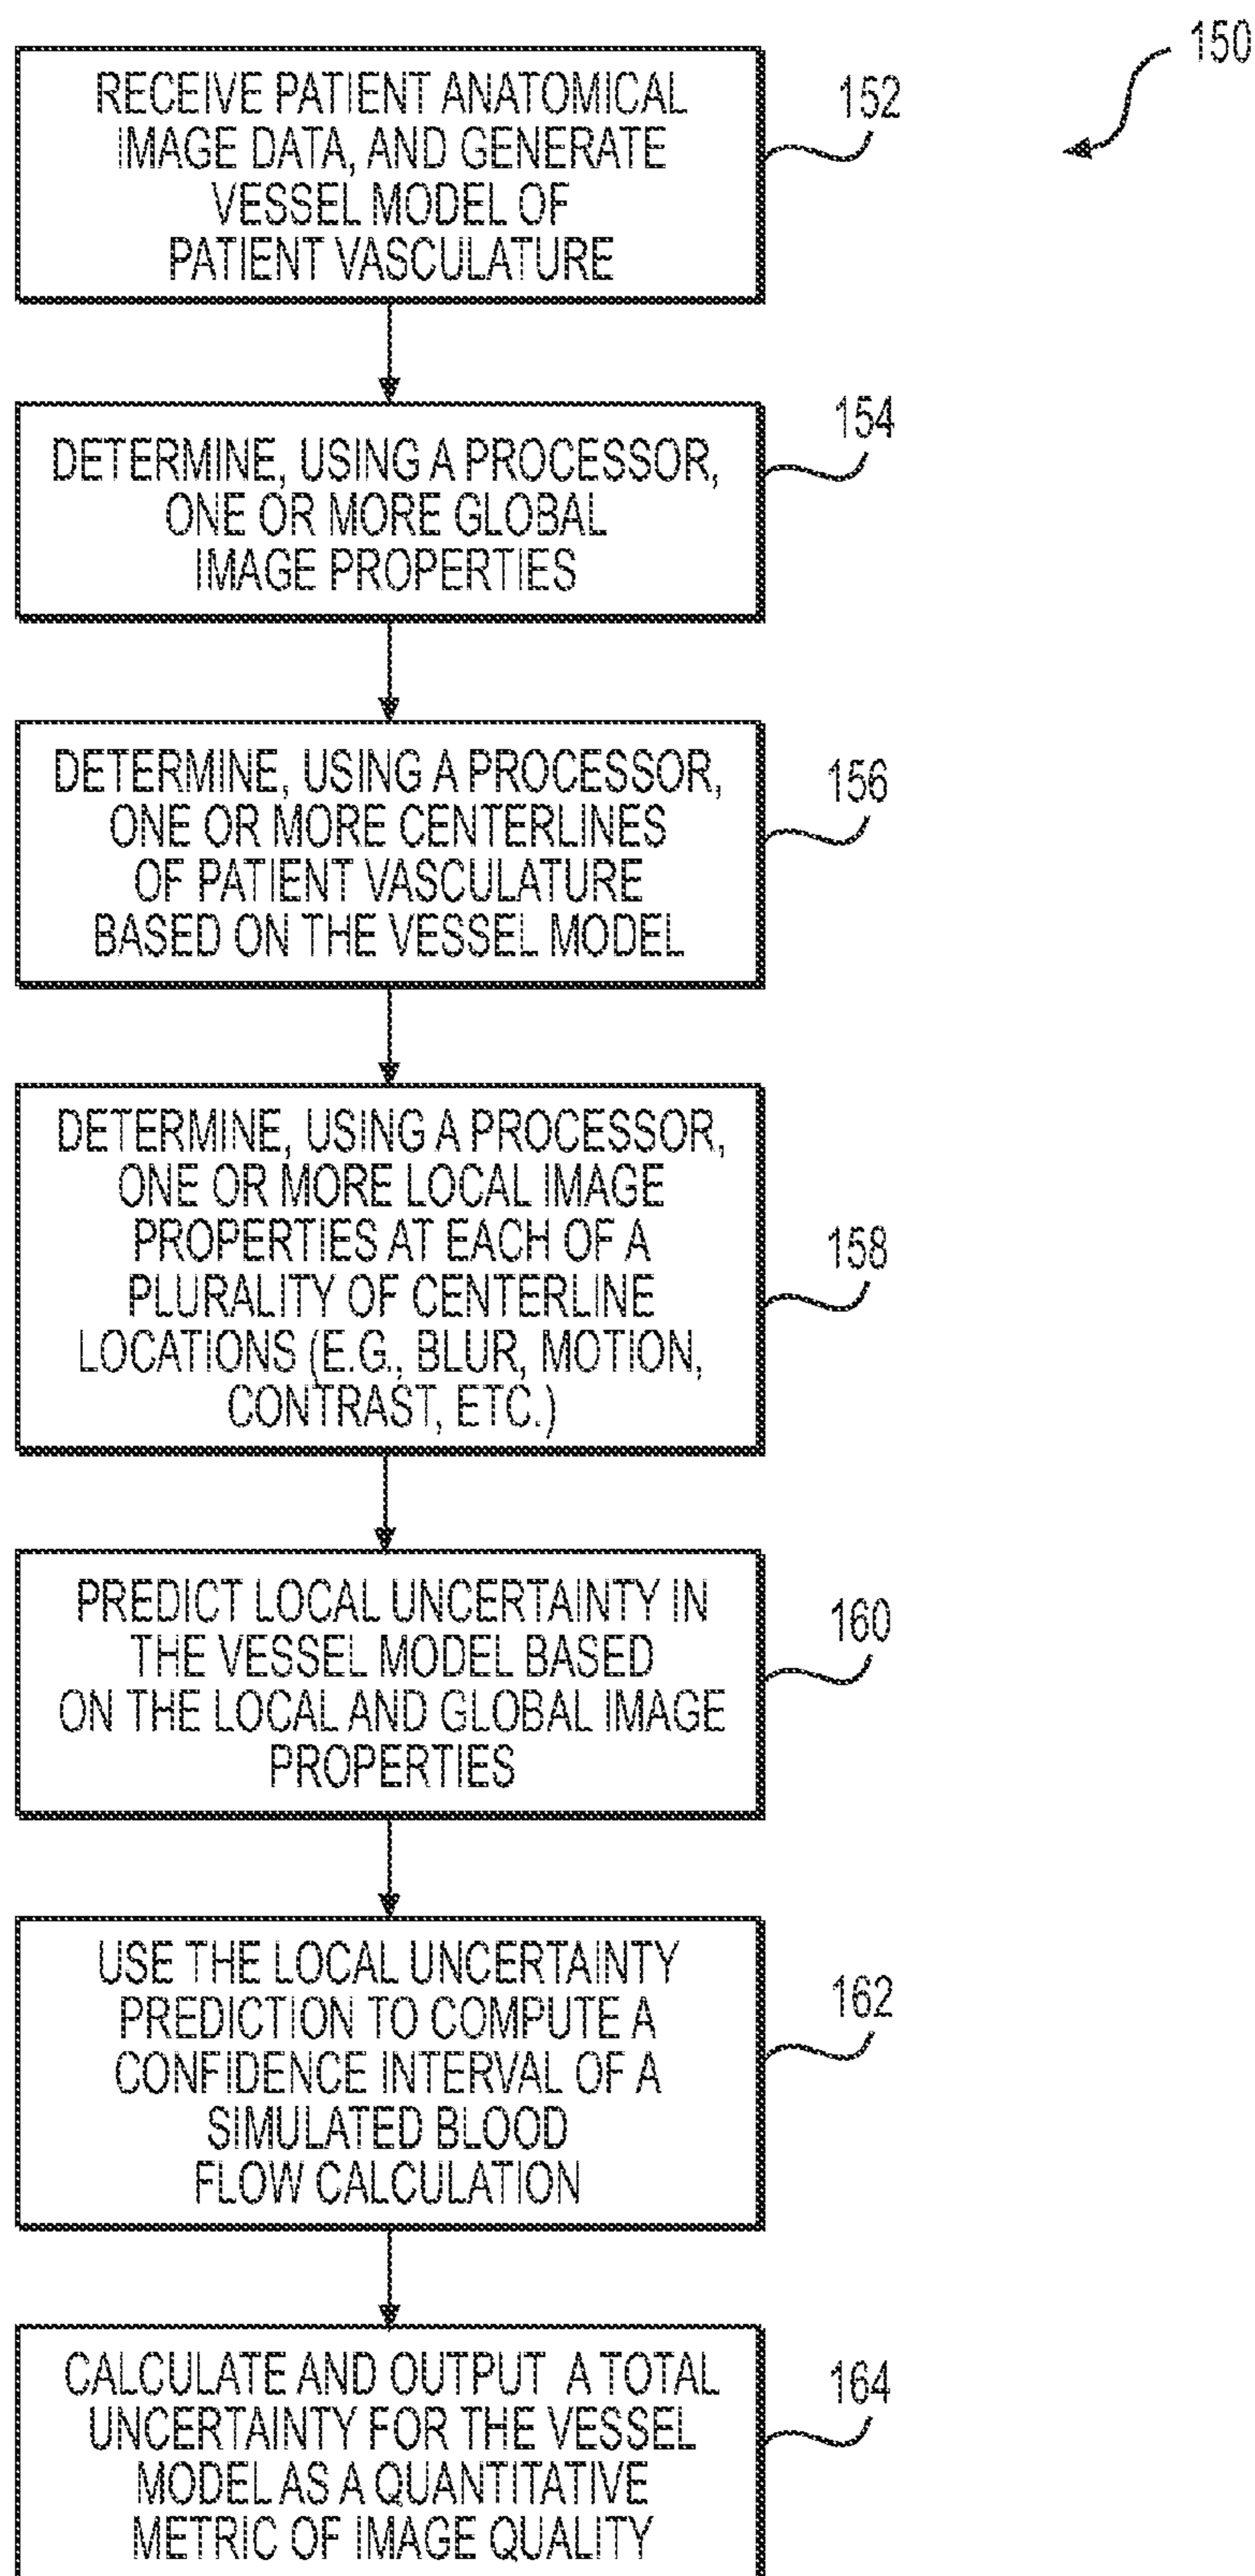 150
RECEIVE PATIENT ANATOMICAL
IMAGE DATA, AND GENERATE
VESSEL MODEL OF
PATIENT VASCULATURE
152
DETERMINE, USING A PROCESSOR,
ONE OR MORE GLOBAL
IMAGE PROPERTIES
154
DETERMINE, USING A PROCESSOR,
ONE OR MORE CENTERLINES
OF PATIENT VASCULATURE
BASED ON THE VESSEL MODEL
156
DETERMINE, USING A PROCESSOR,
ONE OR MORE LOCAL IMAGE
PROPERTIES AT EACH OF A
PLURALITY OF CENTERLINE
LOCATIONS (E.G., BLUR, MOTION,
CONTRAST, ETC.)
158
PREDICT LOCAL UNCERTAINTY IN
THE VESSEL MODEL BASED
ON THE LOCAL AND GLOBAL IMAGE
PROPERTIES
160
USE THE LOCAL UNCERTAINTY
PREDICTION TO COMPUTE A
CONFIDENCE INTERVAL OF A
SIMULATED BLOOD
FLOW CALCULATION
162
CALCULATE AND OUTPUT A TOTAL
UNCERTAINTY FOR THE VESSEL
MODEL AS A QUANTITATIVE
METRIC OF IMAGE QUALITY
164